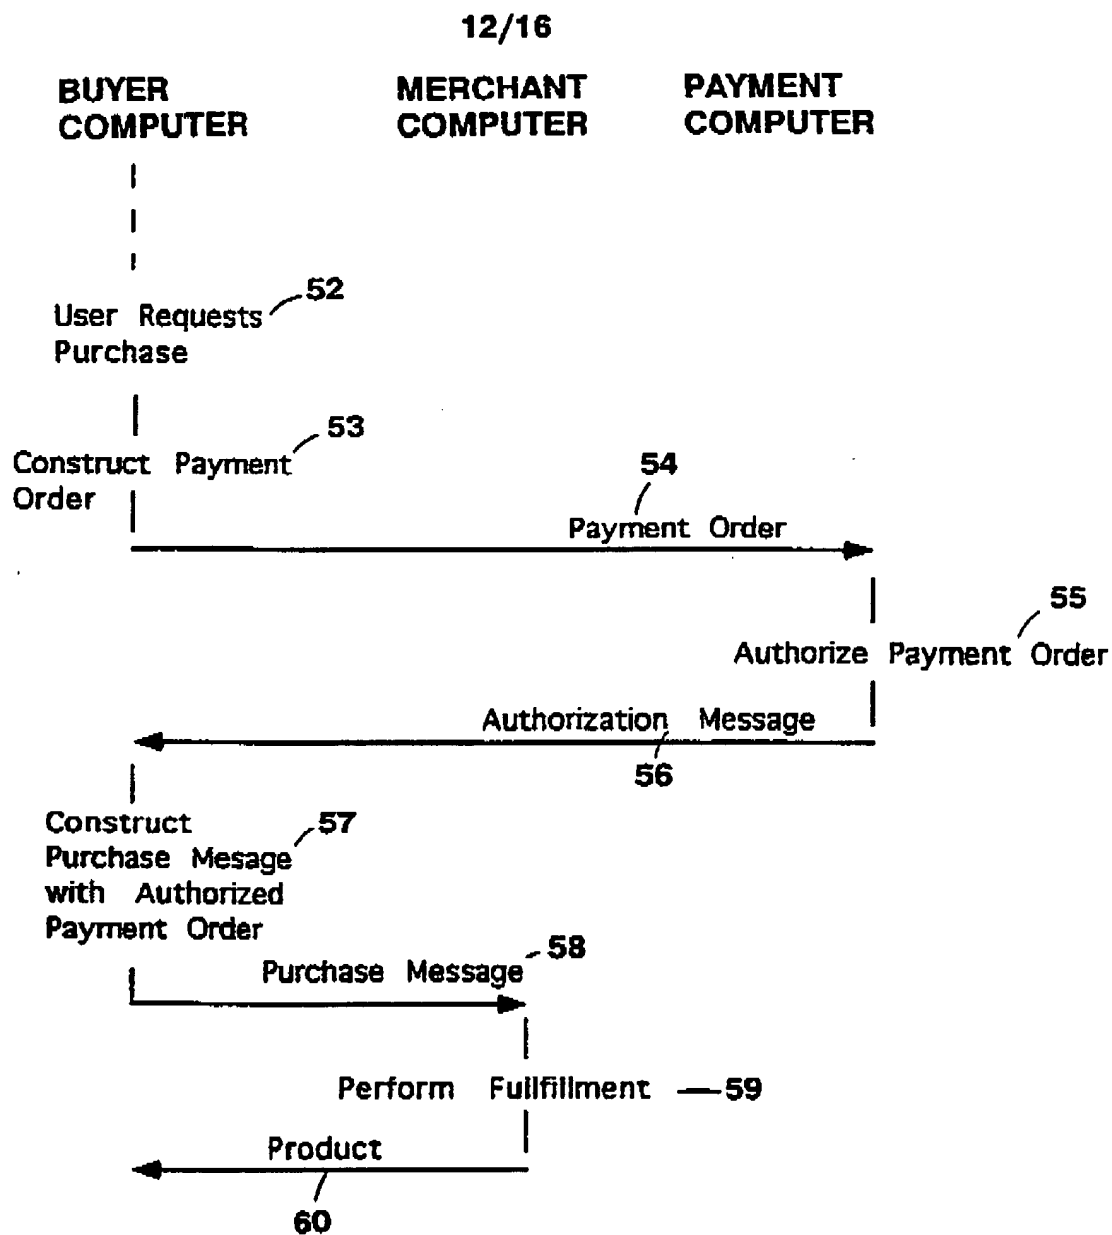 12/16
BUYER
COMPUTER
MERCHANT
COMPUTER
PAYMENT
COMPUTER
52
User Requests
Purchase
53
Construct Payment
Order
54
Payment Order
55
Authorize Payment Order
Authorization Message
56
Construct
57
Purchase Mesage
with Authorized
Payment Order
58
Purchase Message
Perform Fullfillment
59
Product
60